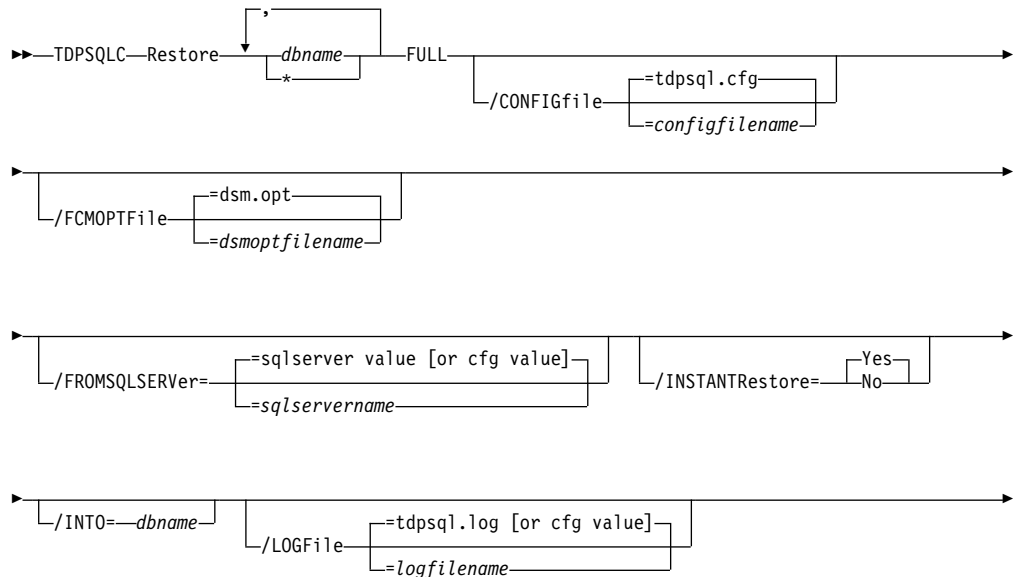 ,
TDPSQLC Restore dbname FULL
*
=tdpsql.cfg
/CONFIGfile
=configfilename
=dsm.opt
/FCMOPTFile
=dsmoptfilename
=sqlserver value [or cfg value] Yes
/FROMSQLSERVer= /INSTANTRestore= No
=sqlservername
/INTO= dbname =tdpsql.log [or cfg value]
/LOGFile
=logfilename